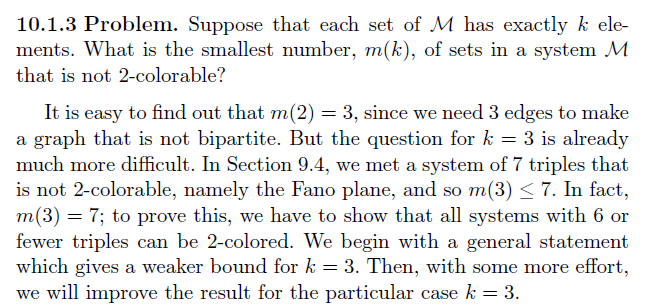 10.1.3 Problem. Suppose that each set of ℳ has exactly k ele-
ments. What is the smallest number, m(k), of sets in a system ℳ
that is not 2-colorable?
It is easy to find out that m(2) = 3, since we need 3 edges to make
a graph that is not bipartite. But the question for k = 3 is already
much more difficult. In Section 9.4, we met a system of 7 triples that
is not 2-colorable, namely the Fano plane, and so m(3) ≤ 7. In fact,
m(3) = 7; to prove this, we have to show that all systems with 6 or
fewer triples can be 2-colored. We begin with a general statement
which gives a weaker bound for k = 3. Then, with some more effort,
we will improve the result for the particular case k = 3.